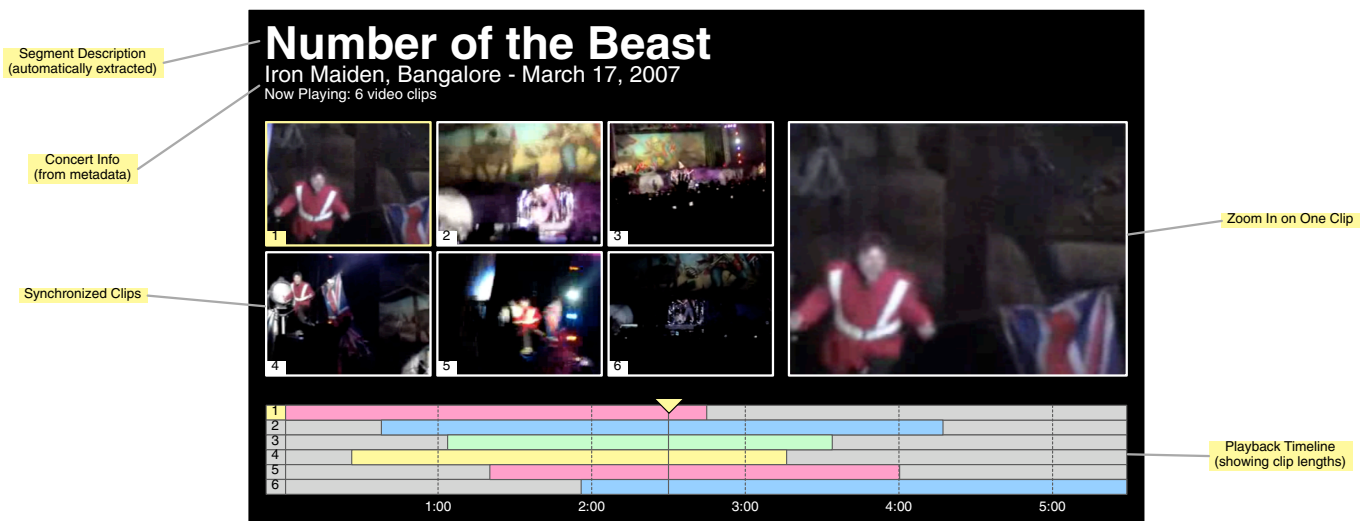 Number of the Beast
Iron Maiden, Bangalore - March 17, 2007
Now Playing: 6 video clips
Segment Description
(automatically extracted)
Concert Info
(from metadata)
Synchronized Clips
1
2
3
4
5
6
Zoom In on One Clip
Playback Timeline
(showing clip lengths)
1
2
3
4
5
6
1:00 2:00 3:00 4:00 5:00